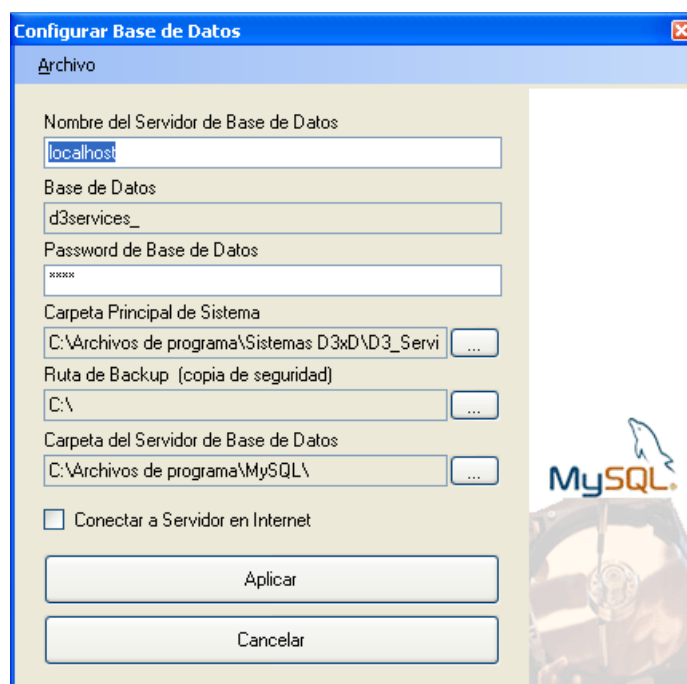 Configurar Base de Datos
Archivo
Nombre del Servidor de Base de Datos
localhost
Base de Datos
d3services_
Password de Base de Datos
****
Carpeta Principal de Sistema
C:\Archivos de programa\Sistemas D3xD\D3_Servi
...
Ruta de Backup (copia de seguridad)
C:\
...
Carpeta del Servidor de Base de Datos
C:\Archivos de programa\MySQL\
...
MySQL®
Conectar a Servidor en Internet
Aplicar
Cancelar